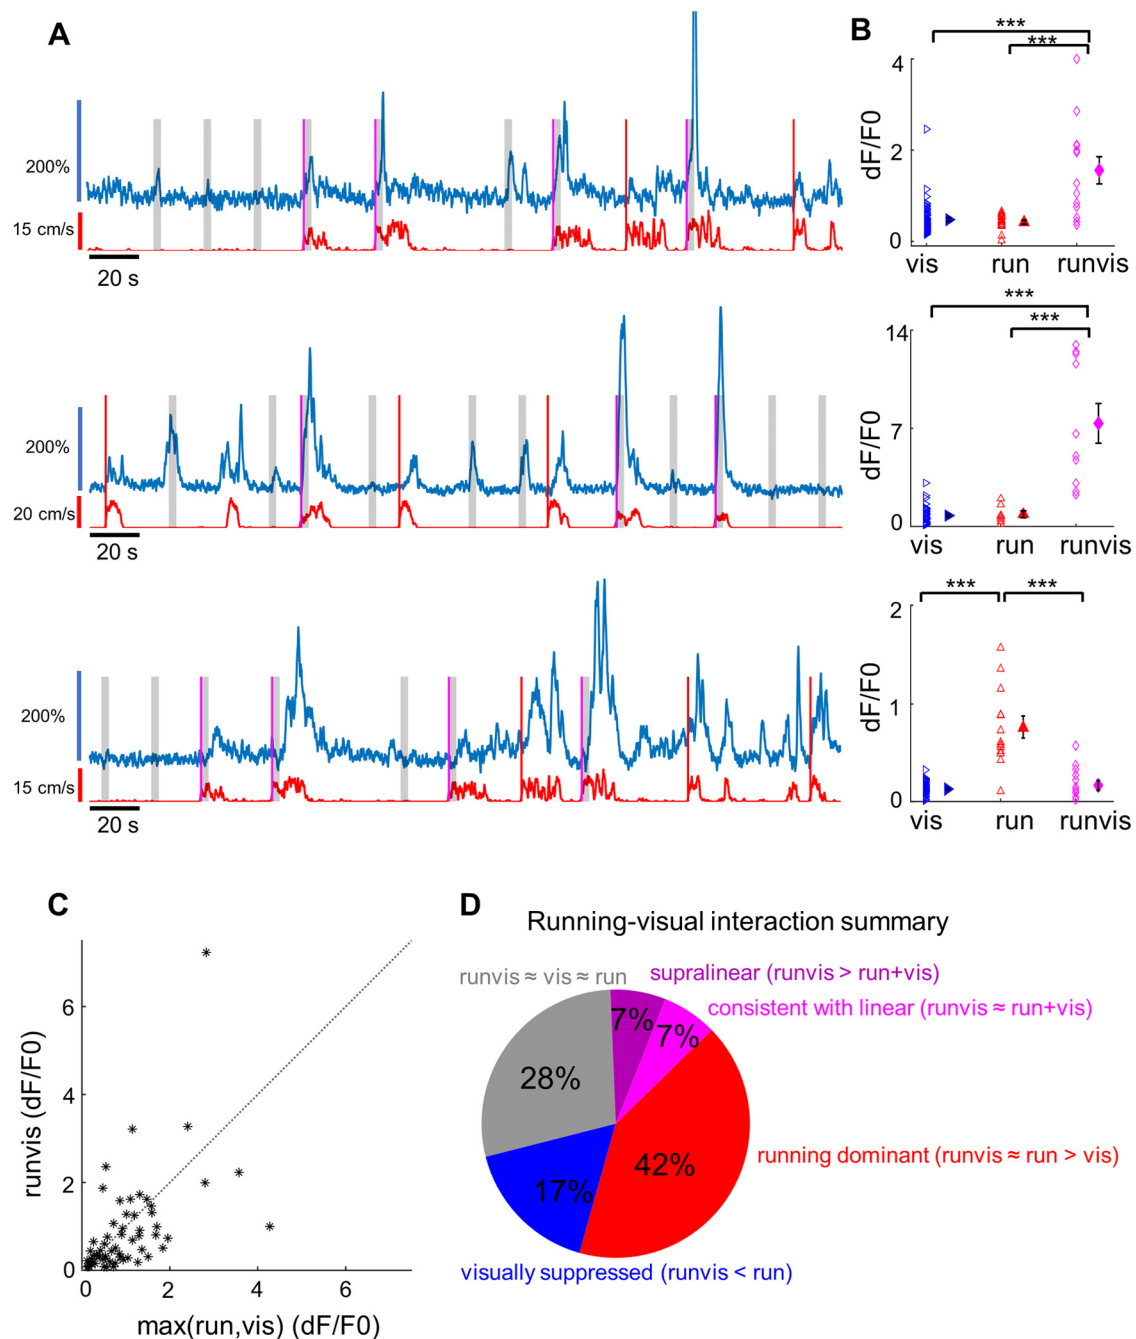 A
200%
15 cm/s
20 s
200%
20 cm/s
20 s
200%
15 cm/s
20 s
B
***
***
4
2
0
dF/F0
vis run runvis
***
***
14
7
0
dF/F0
vis run runvis
*** ***
2
1
0
dF/F0
vis run runvis
C
6
4
2
0
runvis (dF/F0)
0 2 4 6
max(run,vis) (dF/F0)
D
Running-visual interaction summary
runvis ≈ vis ≈ run
supralinear (runvis > run+vis)
consistent with linear (runvis ≈ run+vis)
7%
7%
28%
42%
17%
running dominant (runvis ≈ run > vis)
visually suppressed (runvis < run)